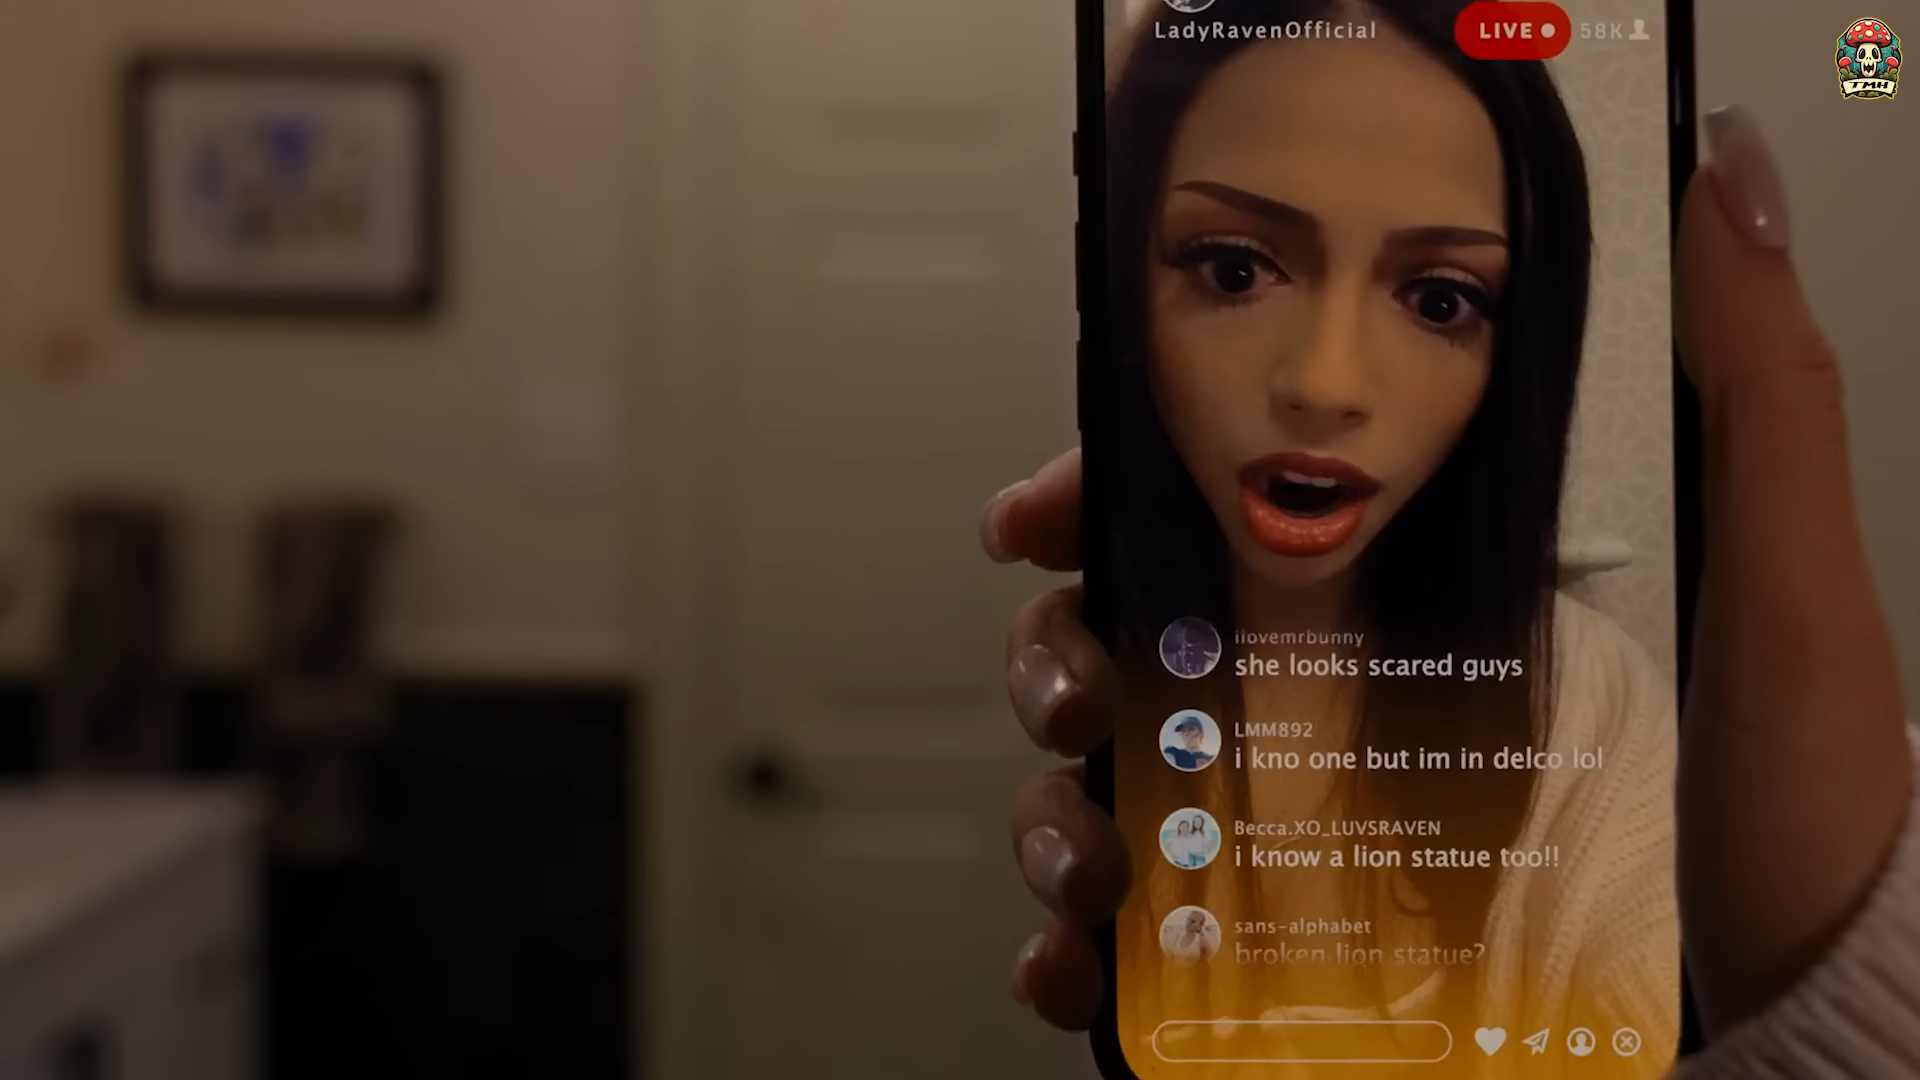 LadyRavenOfficial
LIVE
58K
TMH
ilovemrbunny
she looks scared guys
LMM892
i kno one but im in delco lol
Becca.XO_LUVSRAVEN
i know a lion statue too!!
sans-alphabet
broken lion statue?